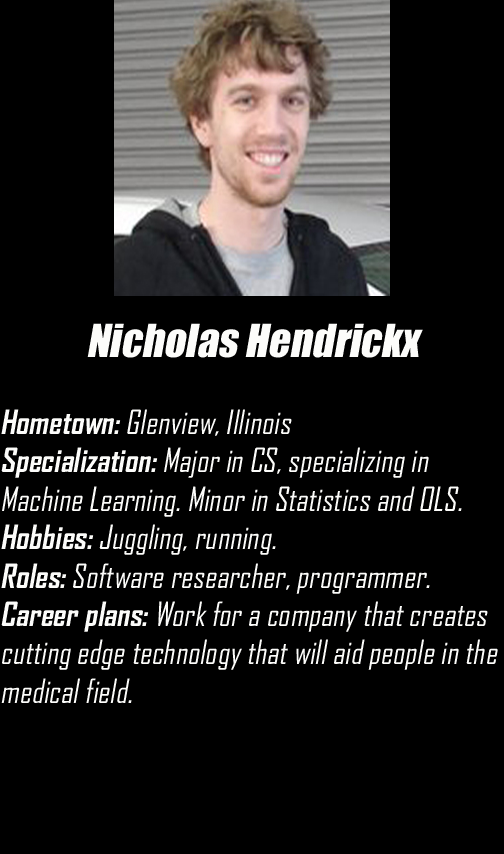 Nicholas Hendrickx
Hometown: Glenview, Illinois
Specialization: Major in CS, specializing in
Machine Learning. Minor in Statistics and OLS.
Hobbies: Juggling, running.
Roles: Software researcher, programmer.
Career plans: Work for a company that creates
cutting edge technology that will aid people in the
medical field.